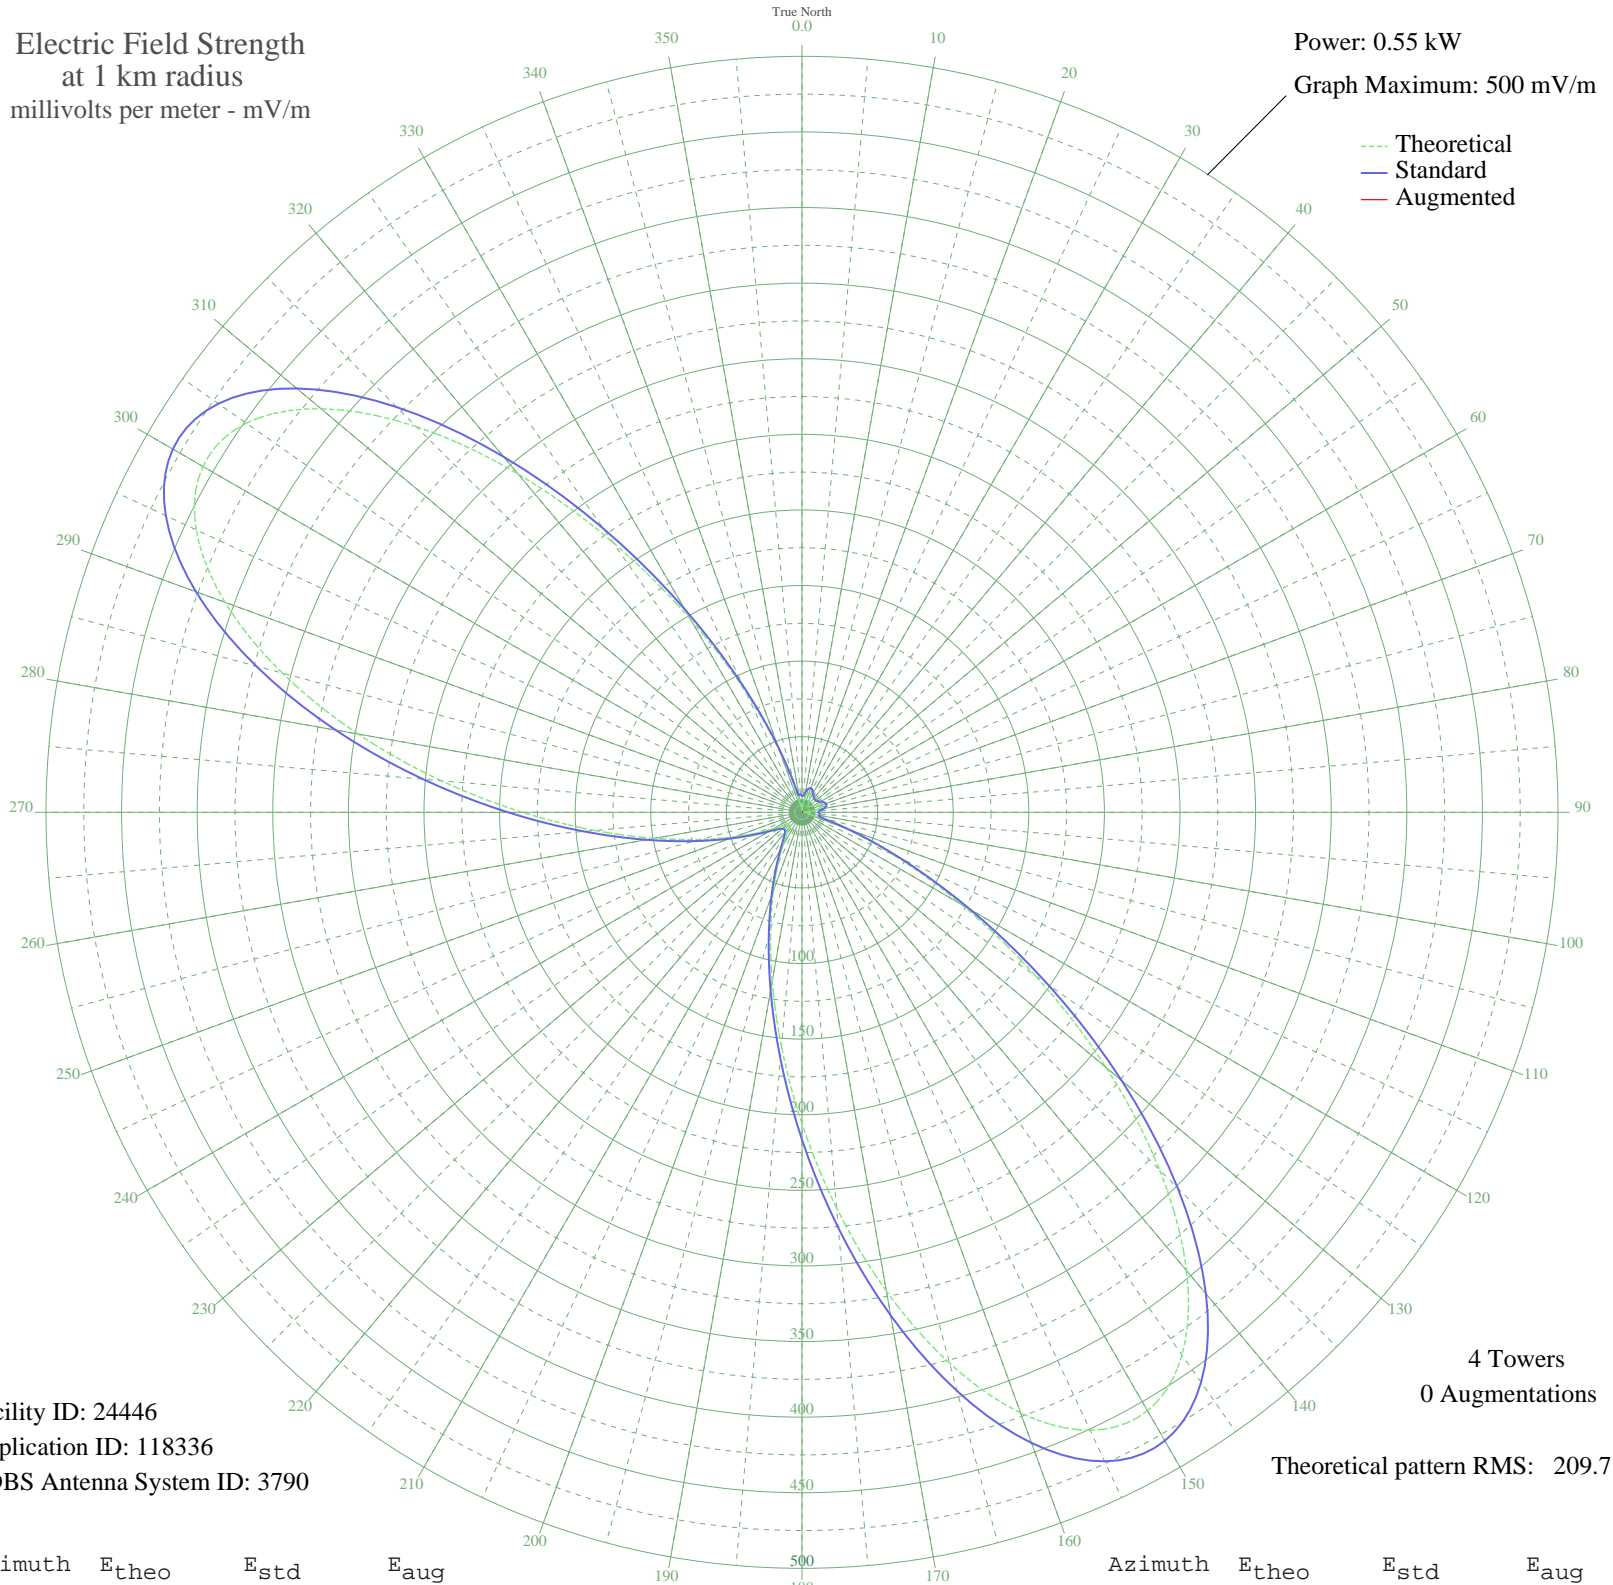 True North
0.0
Electric Field Strength
at 1 km radius
millivolts per meter - mV/m
Power: 0.55 kW
Graph Maximum: 500 mV/m
Theoretical
Standard
Augmented
350
10
340
20
330
30
320
40
310
50
300
60
290
70
280
80
270
90
260
100
250
110
240
120
230
130
220
140
210
150
200
160
190
170
100
150
200
250
300
350
400
450
500
4 Towers
0 Augmentations
Theoretical pattern RMS: 209.7
cility ID: 24446
plication ID: 118336
DBS Antenna System ID: 3790
imuth Etheo Estd Eaug
Azimuth Etheo Estd Eaug